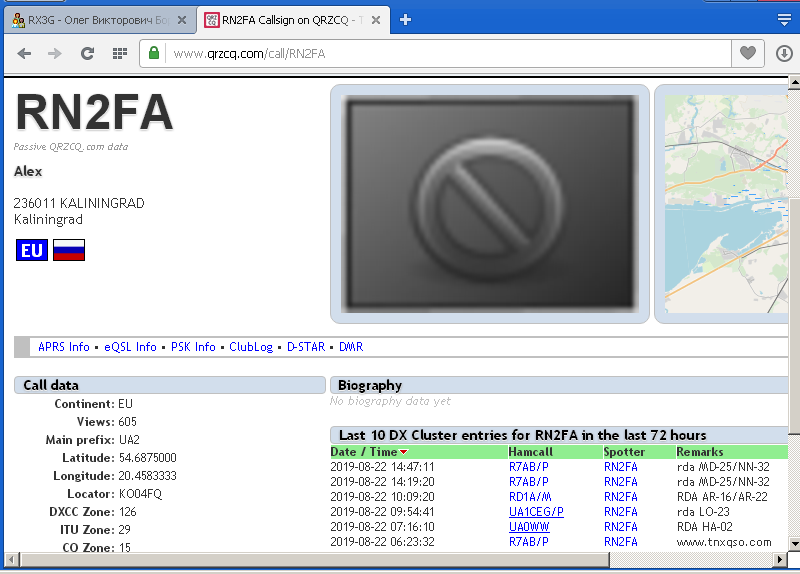 RX3G - Олег Викторович Бо
RN2FA Callsign on QRZCQ - T
www.qrzcq.com/call/RN2FA
RN2FA
Passive QRZCQ.com data
Alex
236011 KALININGRAD
Kaliningrad
EU
APRS Info • eQSL Info • PSK Info • ClubLog • D-STAR • DMR
Call data
Continent: EU
Views: 605
Main prefix: UA2
Latitude: 54.6875000
Longitude: 20.4583333
Locator: KO04FQ
DXCC Zone: 126
ITU Zone: 29
CQ Zone: 15
Biography
No biography data yet
Last 10 DX Cluster entries for RN2FA in the last 72 hours
Date / Time Hamcall Spotter Remarks
2019-08-22 14:47:11 R7AB/P RN2FA rda MD-25/NN-32
2019-08-22 14:19:20 R7AB/P RN2FA rda MD-25/NN-32
2019-08-22 10:09:20 RD1A/M RN2FA RDA AR-16/AR-22
2019-08-22 09:54:41 UA1CEG/P RN2FA rda LO-23
2019-08-22 07:16:10 UA0WW RN2FA RDA HA-02
2019-08-22 06:23:32 R7AB/P RN2FA www.tnxqso.com